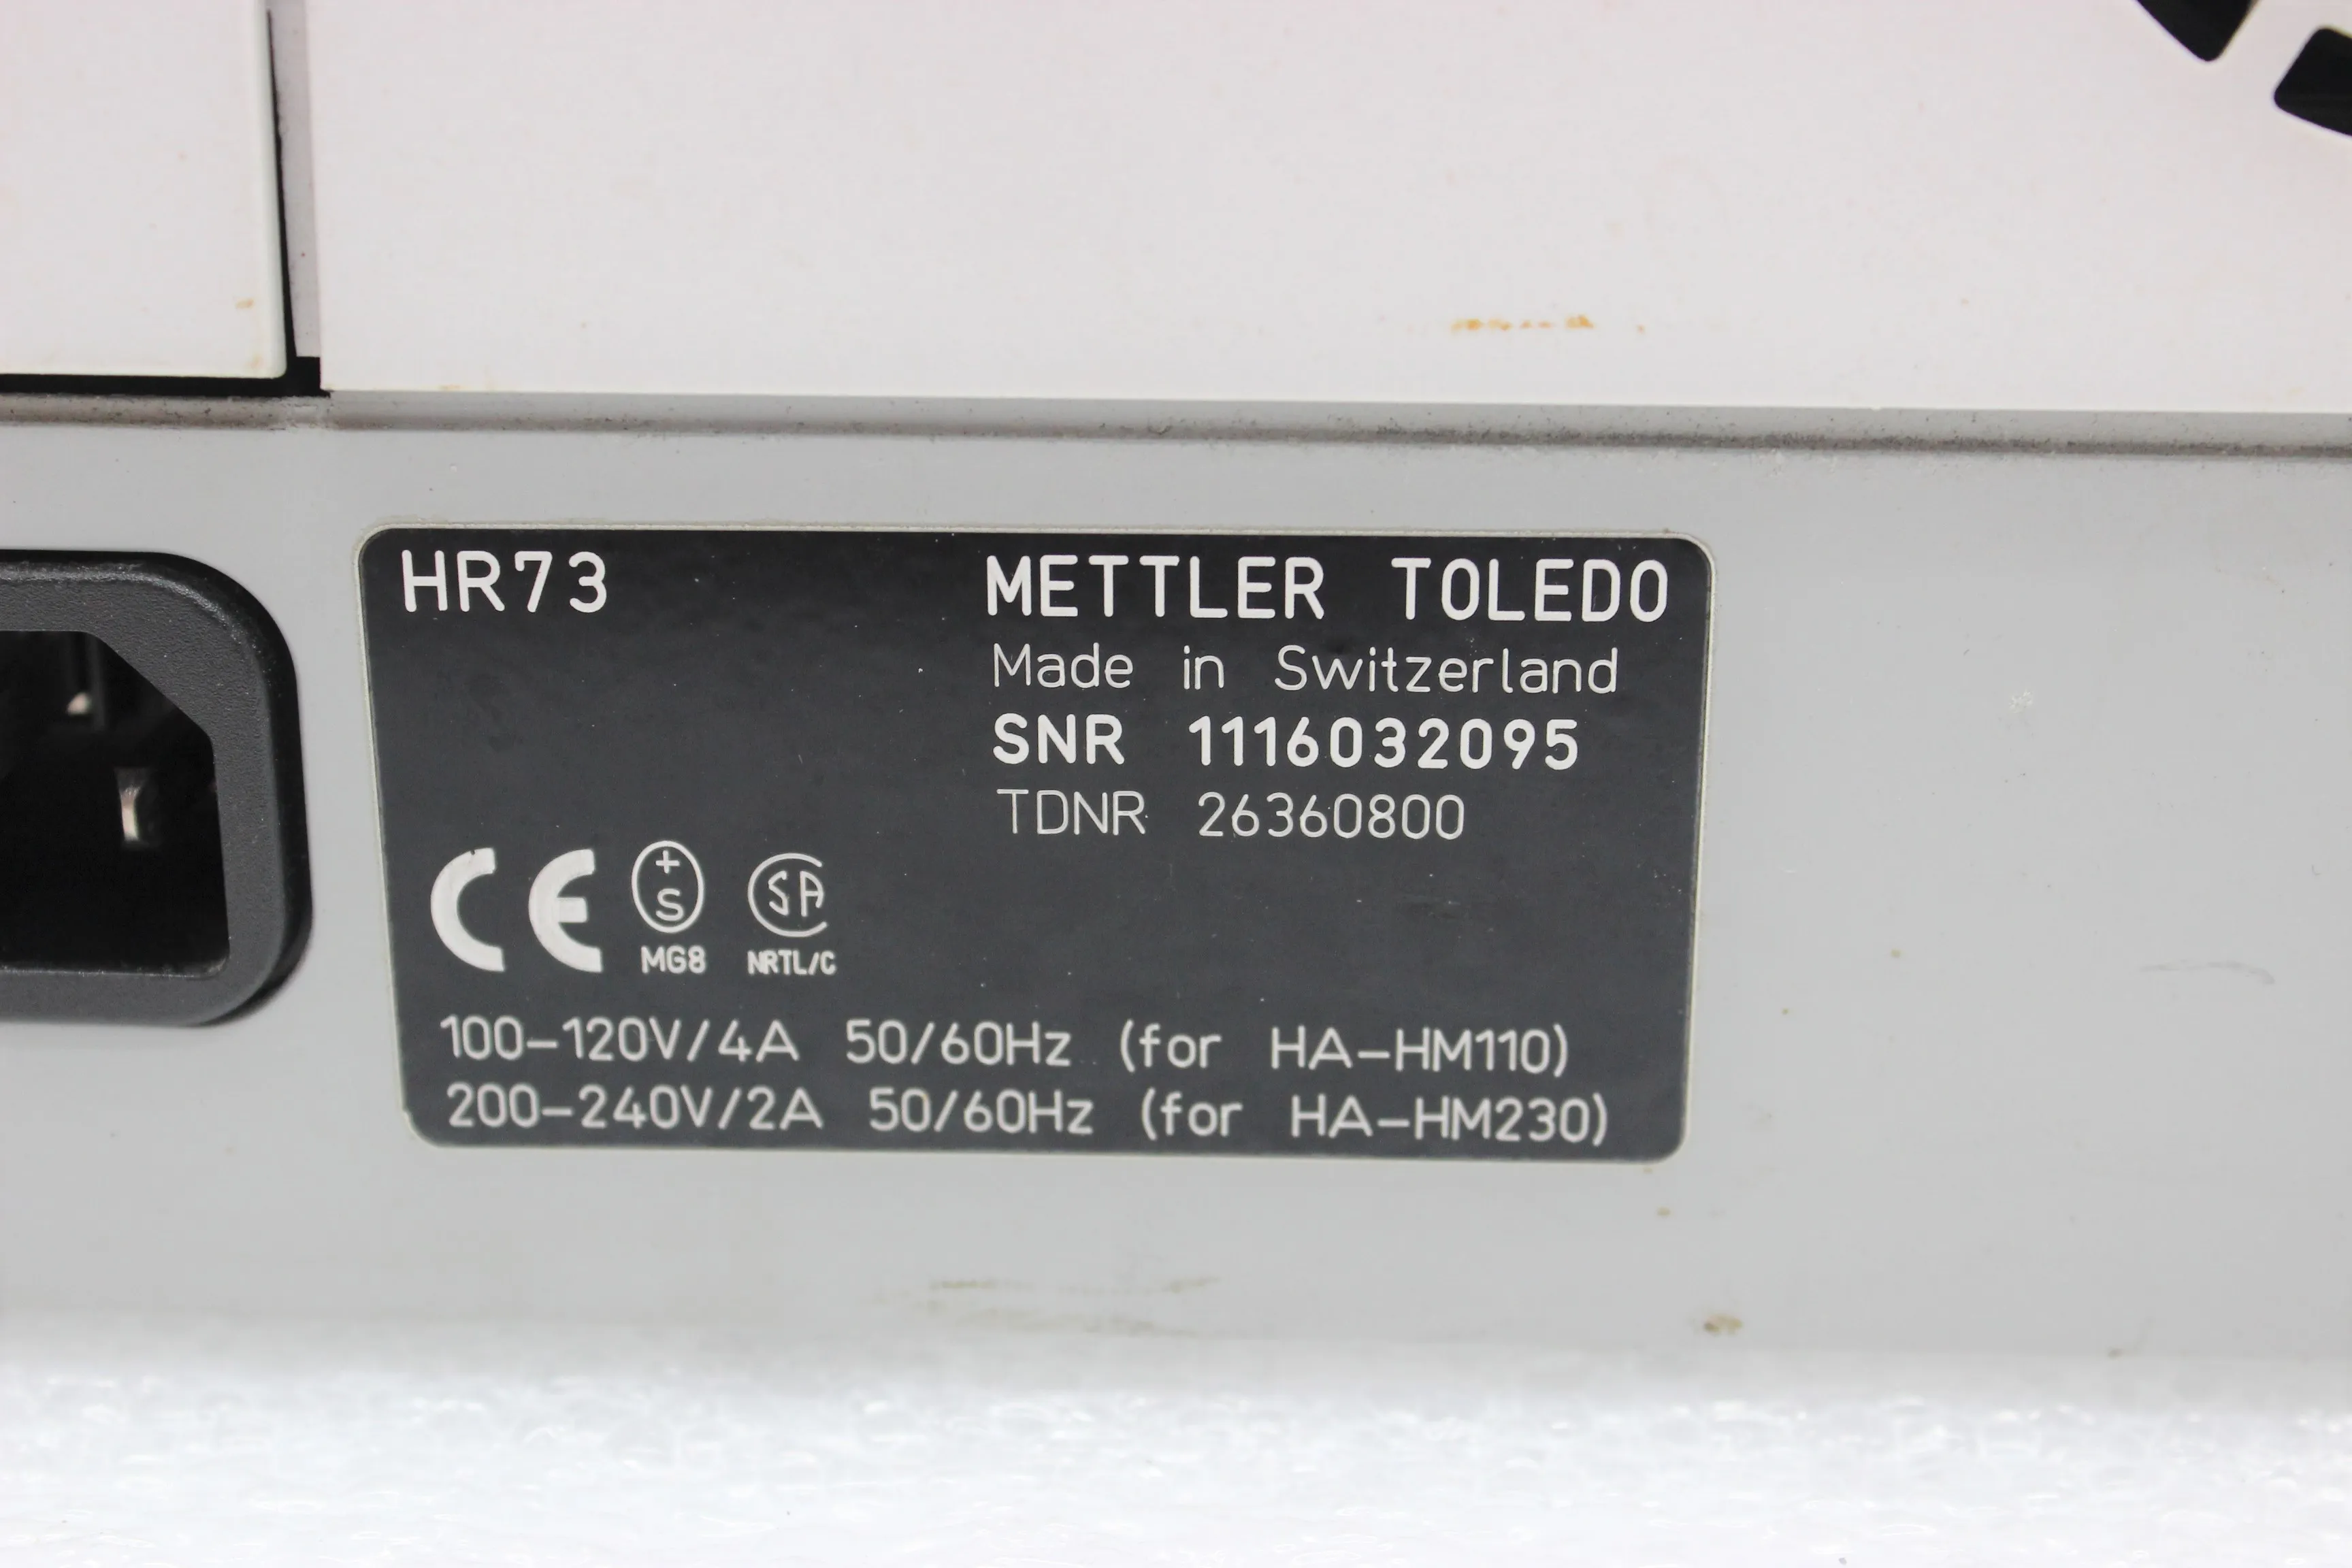 HR73 METTLER TOLEDO
Made in Switzerland
SNR 1116032095
TDNR 26360800
CE +S SA
MG8 NRTL/C
100-120V/4A 50/60Hz (for HA-HM110)
200-240V/2A 50/60Hz (for HA-HM230)